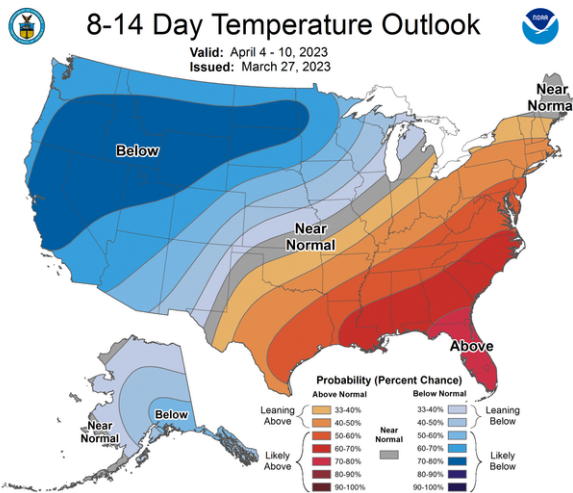 8-14 Day Temperature Outlook
NOAA
Valid: April 4 - 10, 2023
Issued: March 27, 2023
Near
Normal
Below
Near
Normal
Above
Near
Normal
Below
Probability (Percent Chance)
Above Normal
Below Normal
Leaning
Above
33-40%
40-50%
Likely
Above
50-60%
60-70%
70-80%
80-90%
90-100%
Near
Normal
33-40%
40-50%
Leaning
Below
50-60%
60-70%
70-80%
80-90%
90-100%
Likely
Below